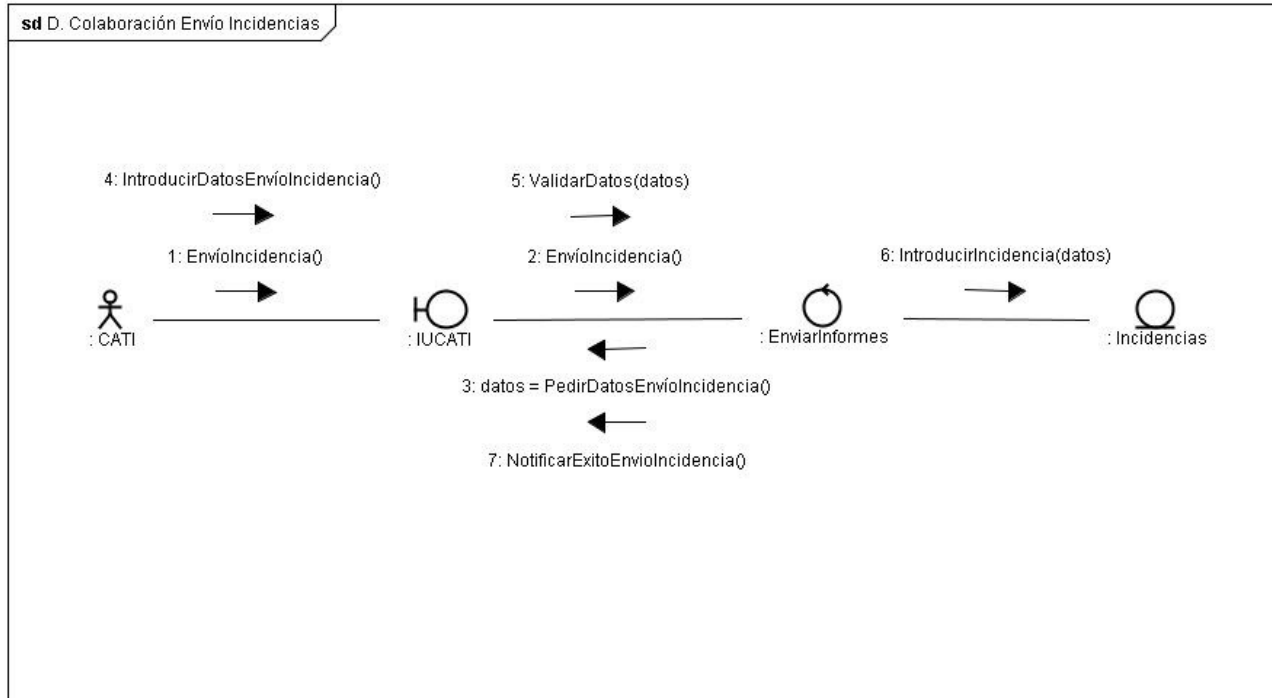 sd D. Colaboración Envío Incidencias
4: IntroducirDatosEnvíoIncidencia()
5: ValidarDatos(datos)
1: EnvíoIncidencia()
2: EnvíoIncidencia()
6: IntroducirIncidencia(datos)
: CATI
: IUCATI
: EnviarInformes
: Incidencias
3: datos = PedirDatosEnvíoIncidencia()
7: NotificarExitoEnvioIncidencia()